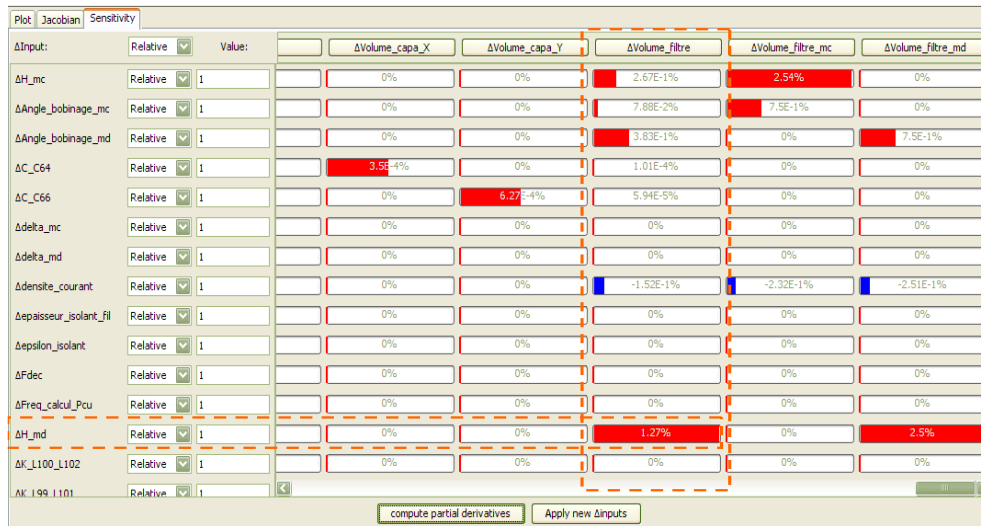 Plot Jacobian Sensitivity
ΔInput: Relative Value: ΔVolume_capa_X ΔVolume_capa_Y ΔVolume_filtre ΔVolume_filtre_mc ΔVolume_filtre_md
ΔH_mc Relative 1 0% 0% 2.67E-1% 2.54% 0%
ΔAngle_bobinage_mc Relative 1 0% 0% 7.88E-2% 7.5E-1% 0%
ΔAngle_bobinage_md Relative 1 0% 0% 3.83E-1% 0% 7.5E-1%
ΔC_C64 Relative 1 3.5E-4% 0% 1.01E-4% 0% 0%
ΔC_C66 Relative 1 0% 6.27E-4% 5.94E-5% 0% 0%
Δdelta_mc Relative 1 0% 0% 0% 0% 0%
Δdelta_md Relative 1 0% 0% 0% 0% 0%
Δdensite_courant Relative 1 0% 0% -1.52E-1% -2.32E-1% -2.51E-1%
Δepaisseur_isolant_fil Relative 1 0% 0% 0% 0% 0%
Δepsilon_isolant Relative 1 0% 0% 0% 0% 0%
ΔFdec Relative 1 0% 0% 0% 0% 0%
ΔFreq_calcul_Pcu Relative 1 0% 0% 0% 0% 0%
ΔH_md Relative 1 0% 0% 1.27% 0% 2.5%
ΔK_L100_L102 Relative 1 0% 0% 0% 0% 0%
ΔK_L99_L101 Relative 1
compute partial derivatives Apply new Δinputs